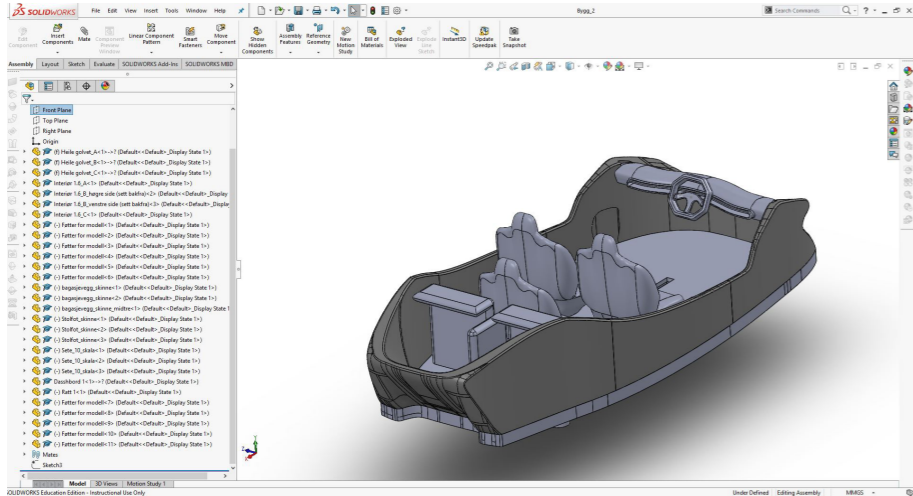 SOLIDWORKS File Edit View Insert Tools Window Help Bygg_2 Search Commands
Edit Component Insert Components Mate Component Preview Window Linear Component Pattern Smart Fasteners Move Component Show Hidden Components Assembly Features Reference Geometry New Motion Study Bill of Materials Exploded View Explode Line Sketch Instant3D Update Speedpak Take Snapshot
Assembly Layout Sketch Evaluate SOLIDWORKS Add-Ins SOLIDWORKS MBD
Front Plane
Top Plane
Right Plane
Origin
(f) Heile golvet_A<1>->? (Default<<Default>_Display State 1>)
(f) Heile golvet_B<1>->? (Default<<Default>_Display State 1>)
(f) Heile golvet_C<1>->? (Default<<Default>_Display State 1>)
Interiør 1.6_A<1> (Default<<Default>_Display State 1>)
Interiør 1.6_B_høgre side (sett bakfra)<2> (Default<<Default>_Display
Interiør 1.6_B_venstre side (sett bakfra)<3> (Default<<Default>_Displa
Interiør 1.6_C<1> (Default<<Default>_Display State 1>)
(-) Føtter for modell<1> (Default<<Default>_Display State 1>)
(-) Føtter for modell<2> (Default<<Default>_Display State 1>)
(-) Føtter for modell<3> (Default<<Default>_Display State 1>)
(-) Føtter for modell<4> (Default<<Default>_Display State 1>)
(-) Føtter for modell<5> (Default<<Default>_Display State 1>)
(-) Føtter for modell<6> (Default<<Default>_Display State 1>)
(-) bagasjevegg_skinne<1> (Default<<Default>_Display State 1>)
(-) bagasjevegg_skinne<2> (Default<<Default>_Display State 1>)
(-) bagasjevegg_skinne_midtre<1> (Default<<Default>_Display State 1
(-) Stolfot_skinne<1> (Default<<Default>_Display State 1>)
(-) Stolfot_skinne<2> (Default<<Default>_Display State 1>)
(-) Stolfot_skinne<3> (Default<<Default>_Display State 1>)
(-) Sete_10_skala<1> (Default<<Default>_Display State 1>)
(-) Sete_10_skala<2> (Default<<Default>_Display State 1>)
(-) Sete_10_skala<3> (Default<<Default>_Display State 1>)
Dasshbord 1<1>->? (Default<<Default>_Display State 1>)
(-) Ratt 1<1> (Default<<Default>_Display State 1>)
(-) Føtter for modell<7> (Default<<Default>_Display State 1>)
(-) Føtter for modell<8> (Default<<Default>_Display State 1>)
(-) Føtter for modell<9> (Default<<Default>_Display State 1>)
(-) Føtter for modell<10> (Default<<Default>_Display State 1>)
(-) Føtter for modell<11> (Default<<Default>_Display State 1>)
Mates
Sketch3
Model 3D Views Motion Study 1
SOLIDWORKS Education Edition - Instructional Use Only Under Defined Editing Assembly MMGS